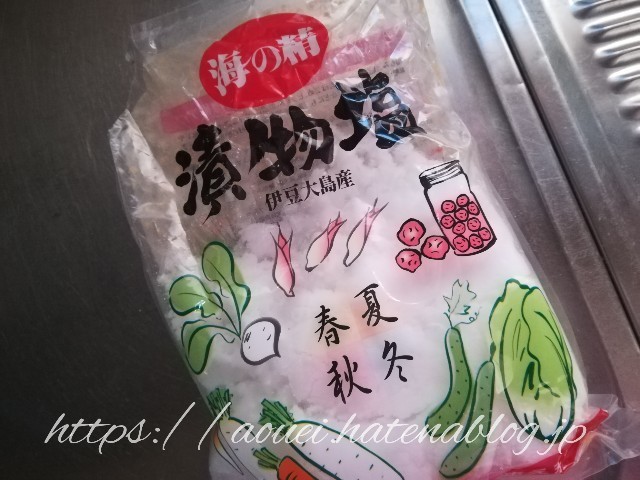 海の精
漬物塩
伊豆大島産
春夏
秋冬
https://aouei.hatenablog.jp